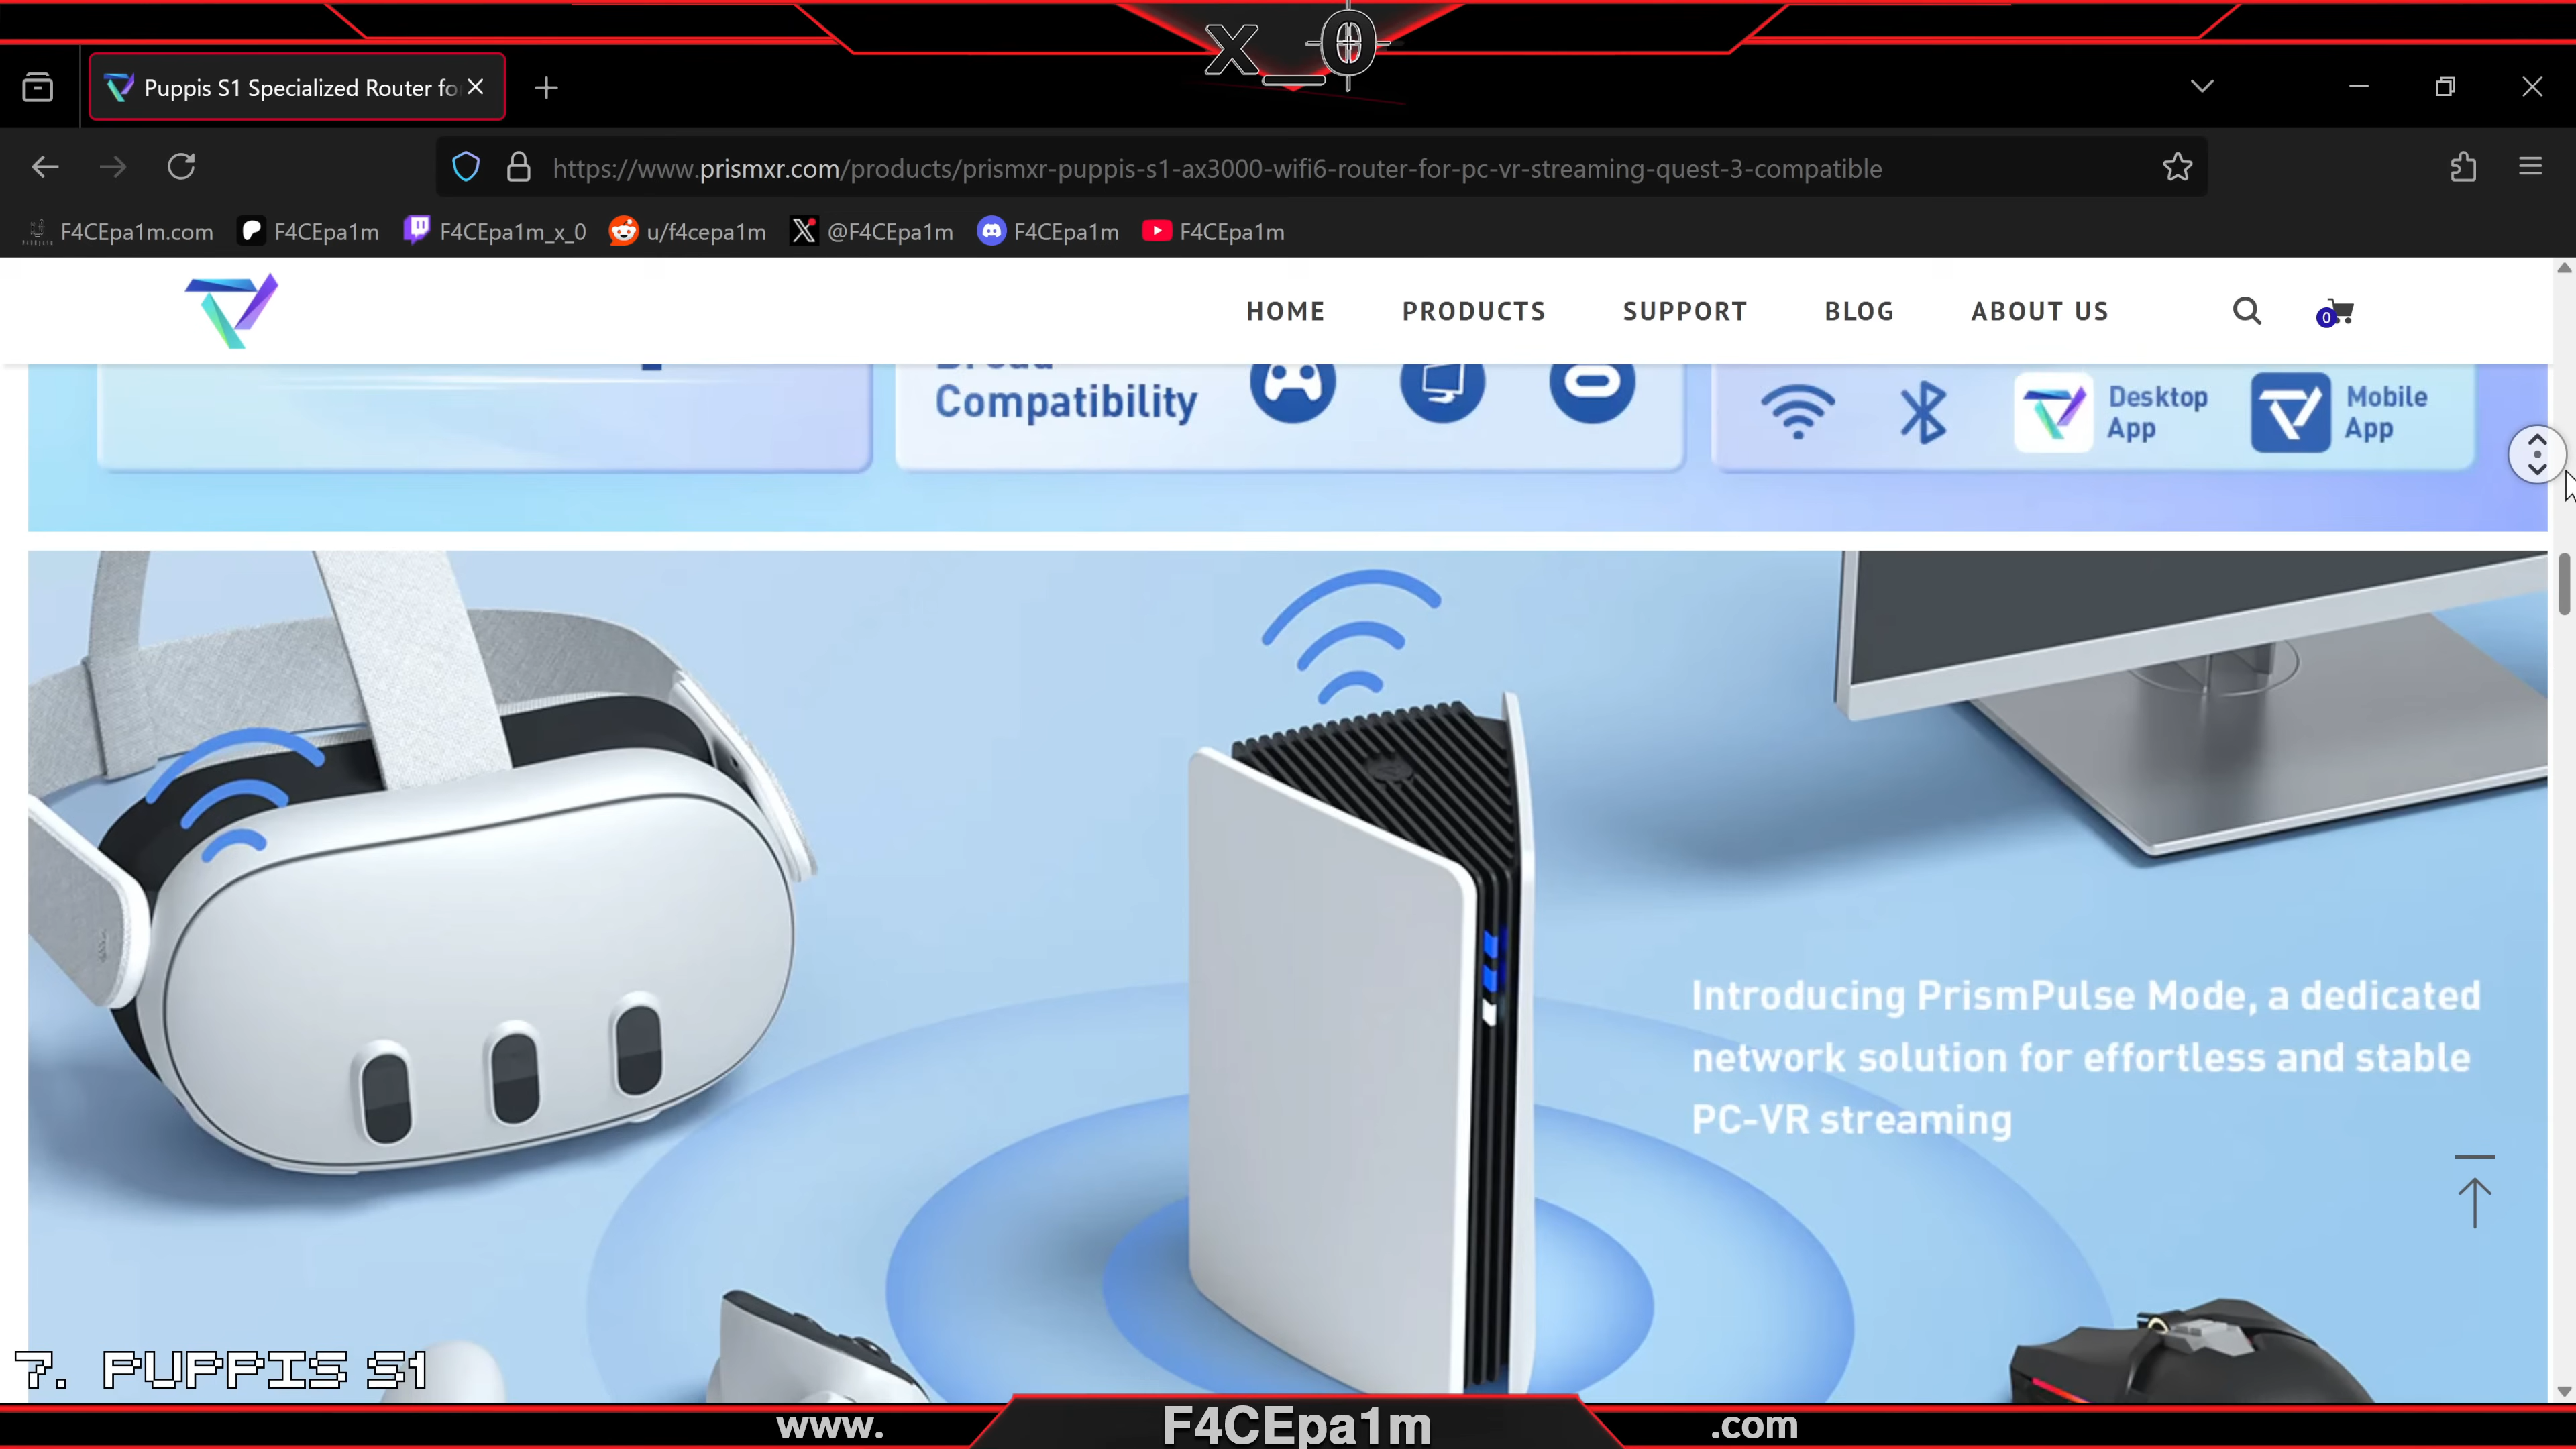 x_0
Puppis S1 Specialized Router fo
https://www.prismxr.com/products/prismxr-puppis-s1-ax3000-wifi6-router-for-pc-vr-streaming-quest-3-compatible
F4CEpa1m.com F4CEpa1m F4CEpa1m_x_0 u/f4cepa1m @F4CEpa1m F4CEpa1m F4CEpa1m
HOME PRODUCTS SUPPORT BLOG ABOUT US 0
Compatibility
Desktop
App
Mobile
App
Introducing PrismPulse Mode, a dedicated
network solution for effortless and stable
PC-VR streaming
7. PUPPIS S1
www. F4CEpa1m .com